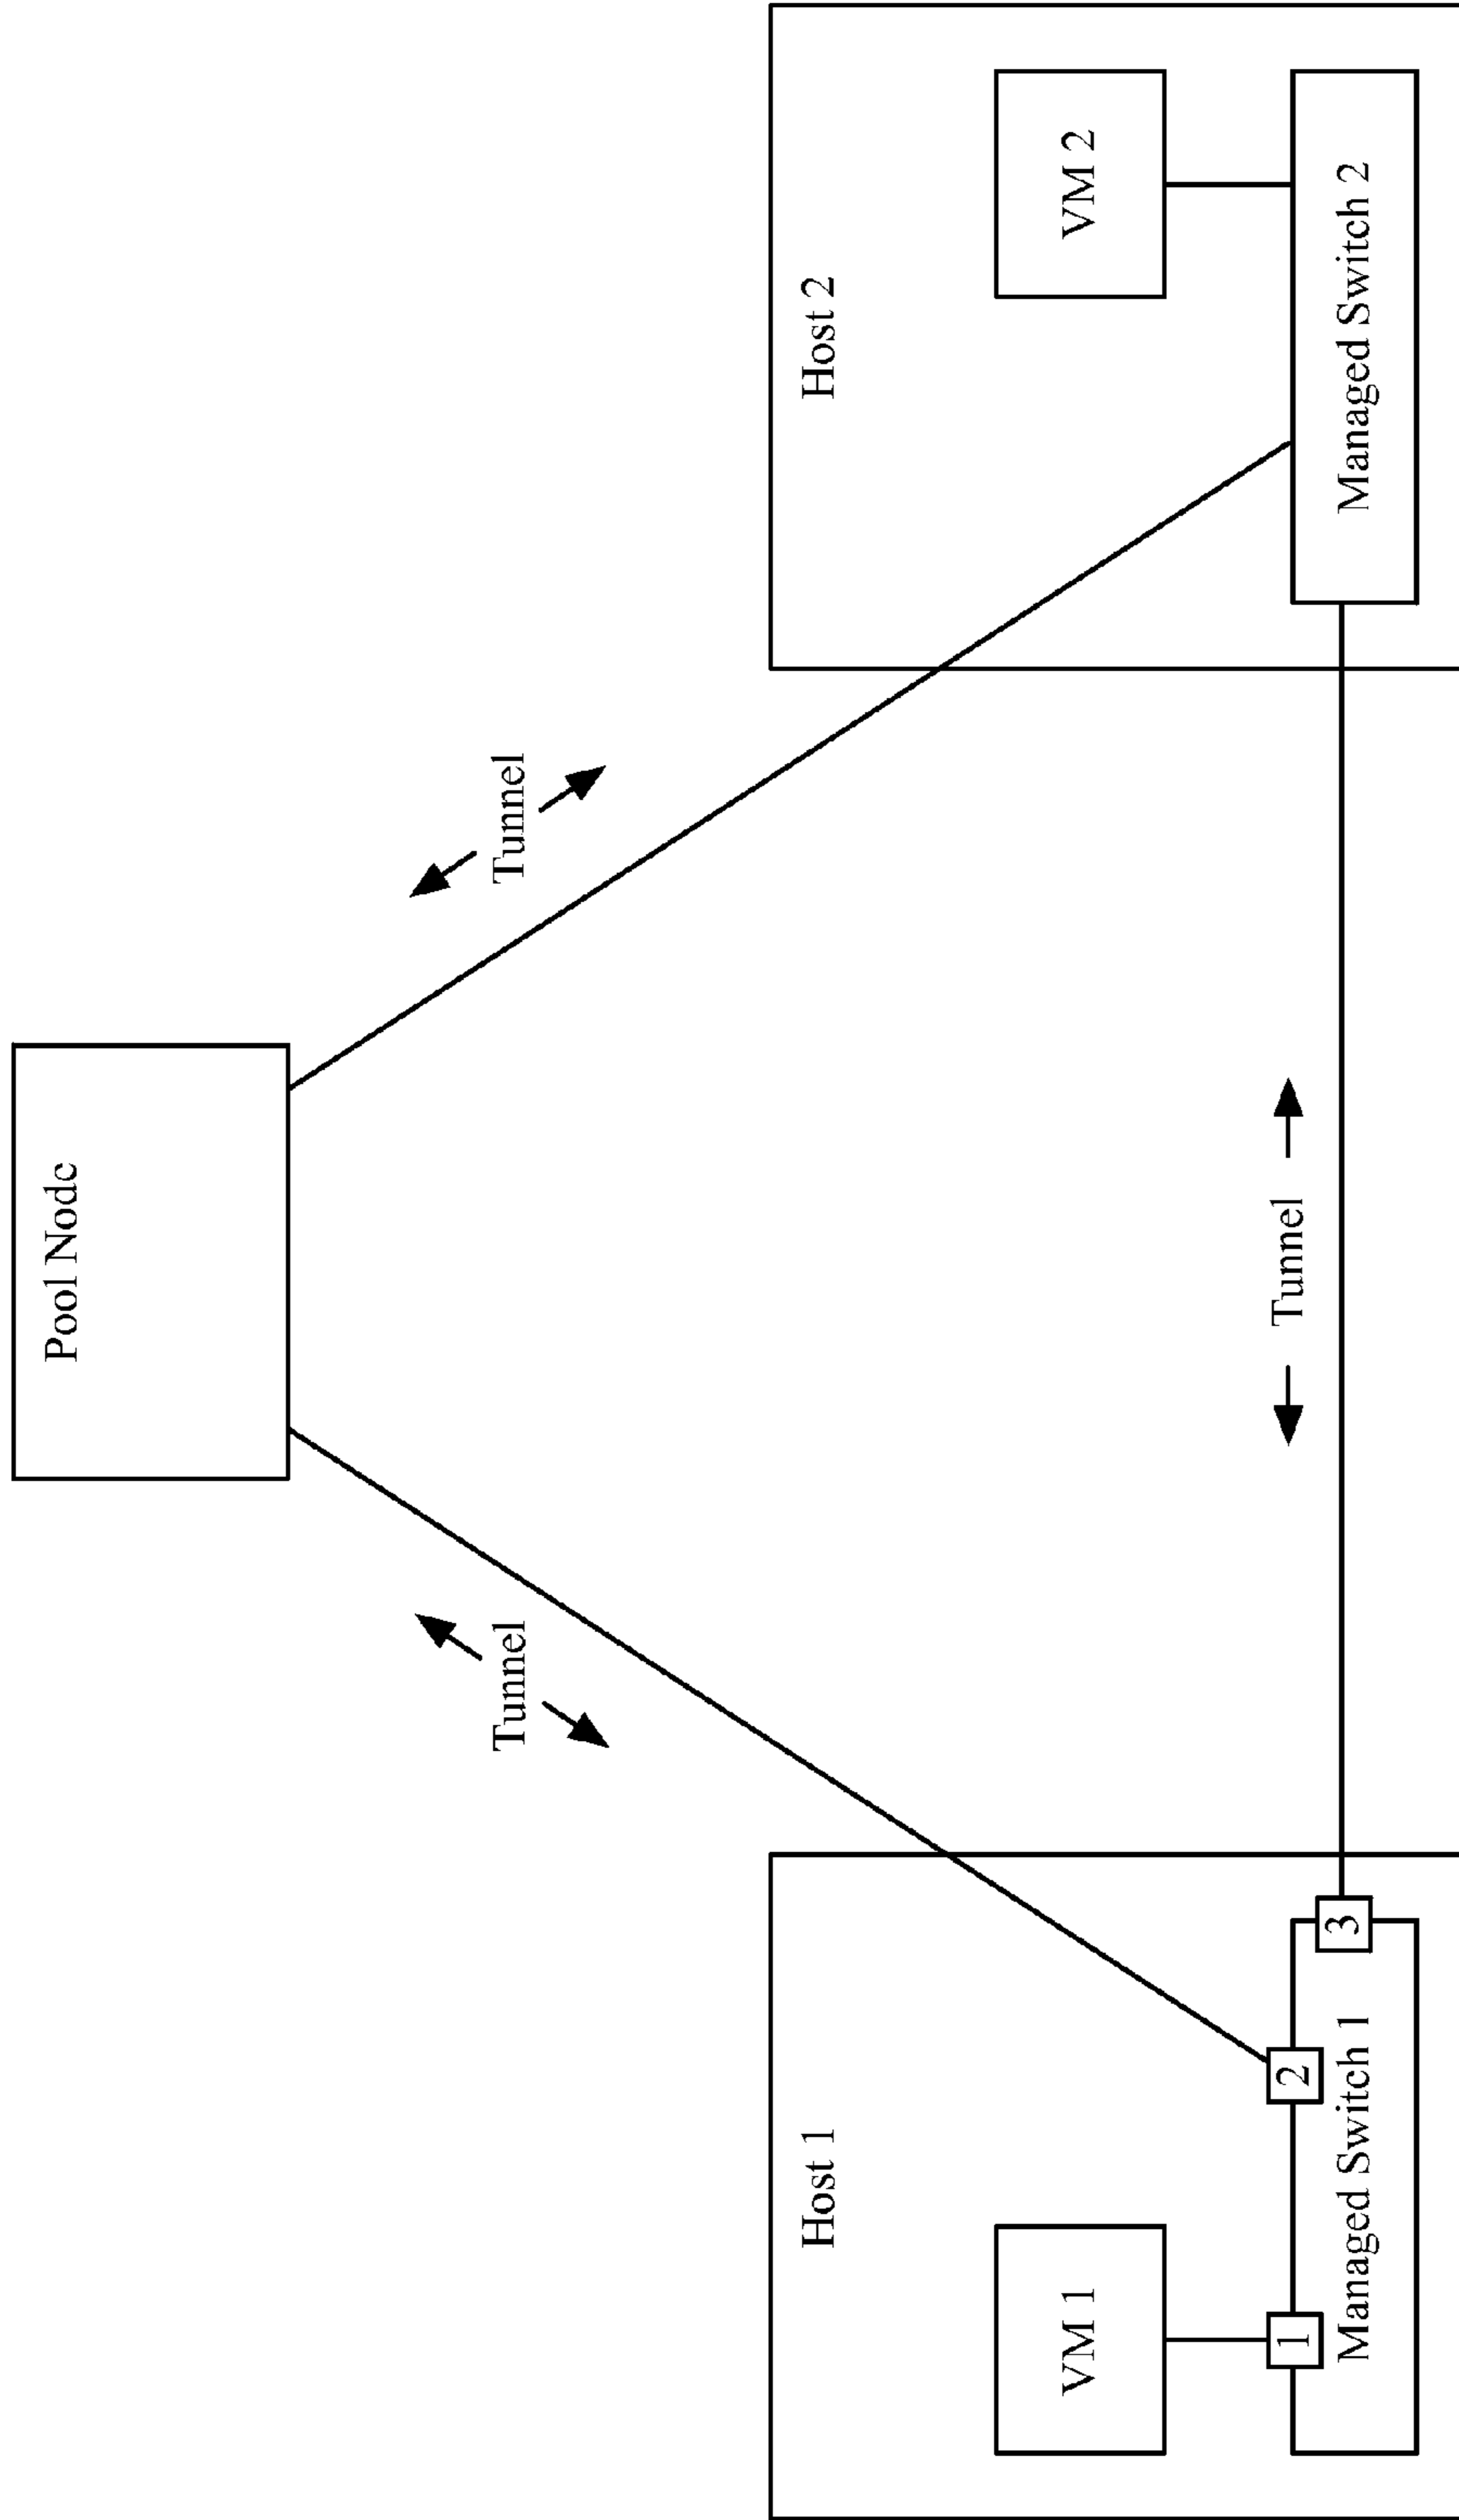 Pool Node
Tunnel
Tunnel
Host 1
Host 2
VM 1
VM 2
Tunnel
1
2
3
Managed Switch 1
Managed Switch 2